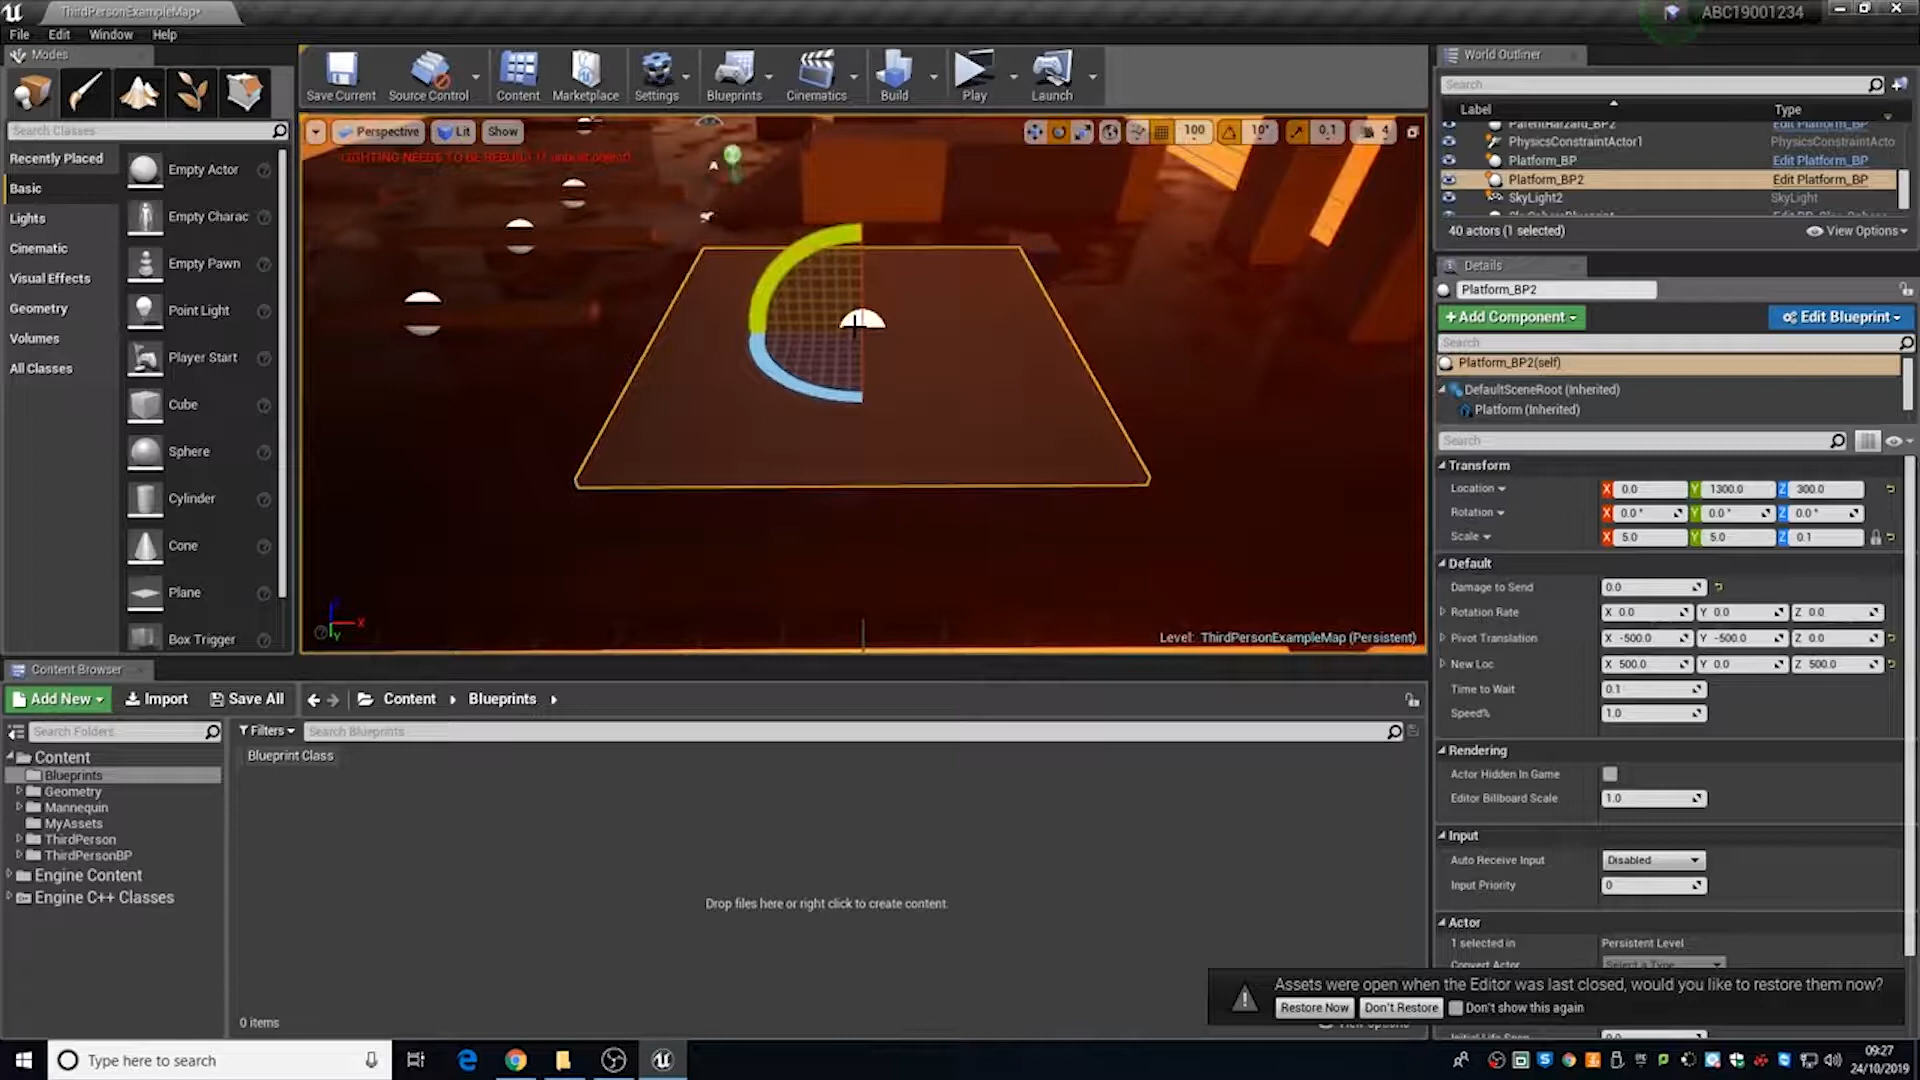 ThirdPersonExampleMap*
ABC19001234
File Edit Window Help
Modes
Search Classes
Recently Placed
Basic
Lights
Cinematic
Visual Effects
Geometry
Volumes
All Classes
Empty Actor
Empty Charac
Empty Pawn
Point Light
Player Start
Cube
Sphere
Cylinder
Cone
Plane
Box Trigger
Save Current Source Control Content Marketplace Settings Blueprints Cinematics Build Play Launch
Perspective Lit Show
100 10° 0.1 4
LIGHTING NEEDS TO BE REBUILT
Level: ThirdPersonExampleMap (Persistent)
World Outliner
Search
Label Type
ParentHarzard_BP2 Edit ParentHarzard_BP
PhysicsConstraintActor1 PhysicsConstraintActo
Platform_BP Edit Platform_BP
Platform_BP2 Edit Platform_BP
SkyLight2 SkyLight
40 actors (1 selected) View Options
Details
Platform_BP2
+ Add Component Edit Blueprint
Search
Platform_BP2(self)
DefaultSceneRoot (Inherited)
Platform (Inherited)
Search
Transform
Location X 0.0 Y 1300.0 Z 300.0
Rotation X 0.0 ° Y 0.0 ° Z 0.0 °
Scale X 5.0 Y 5.0 Z 0.1
Default
Damage to Send 0.0
Rotation Rate X 0.0 Y 0.0 Z 0.0
Pivot Translation X -500.0 Y -500.0 Z 0.0
New Loc X 500.0 Y 0.0 Z 500.0
Time to Wait 0.1
Speed% 1.0
Rendering
Actor Hidden In Game
Editor Billboard Scale 1.0
Input
Auto Receive Input Disabled
Input Priority 0
Actor
1 selected in Persistent Level
Convert Actor Select a Type
Content Browser
Add New Import Save All Content Blueprints
Search Folders
Filters Search Blueprints
Blueprint Class
Content
Blueprints
Geometry
Mannequin
MyAssets
ThirdPerson
ThirdPersonBP
Engine Content
Engine C++ Classes
Drop files here or right click to create content.
0 items
View Options
Assets were open when the Editor was last closed, would you like to restore them now?
Restore Now Don't Restore Don't show this again
Type here to search
09:27
24/10/2019